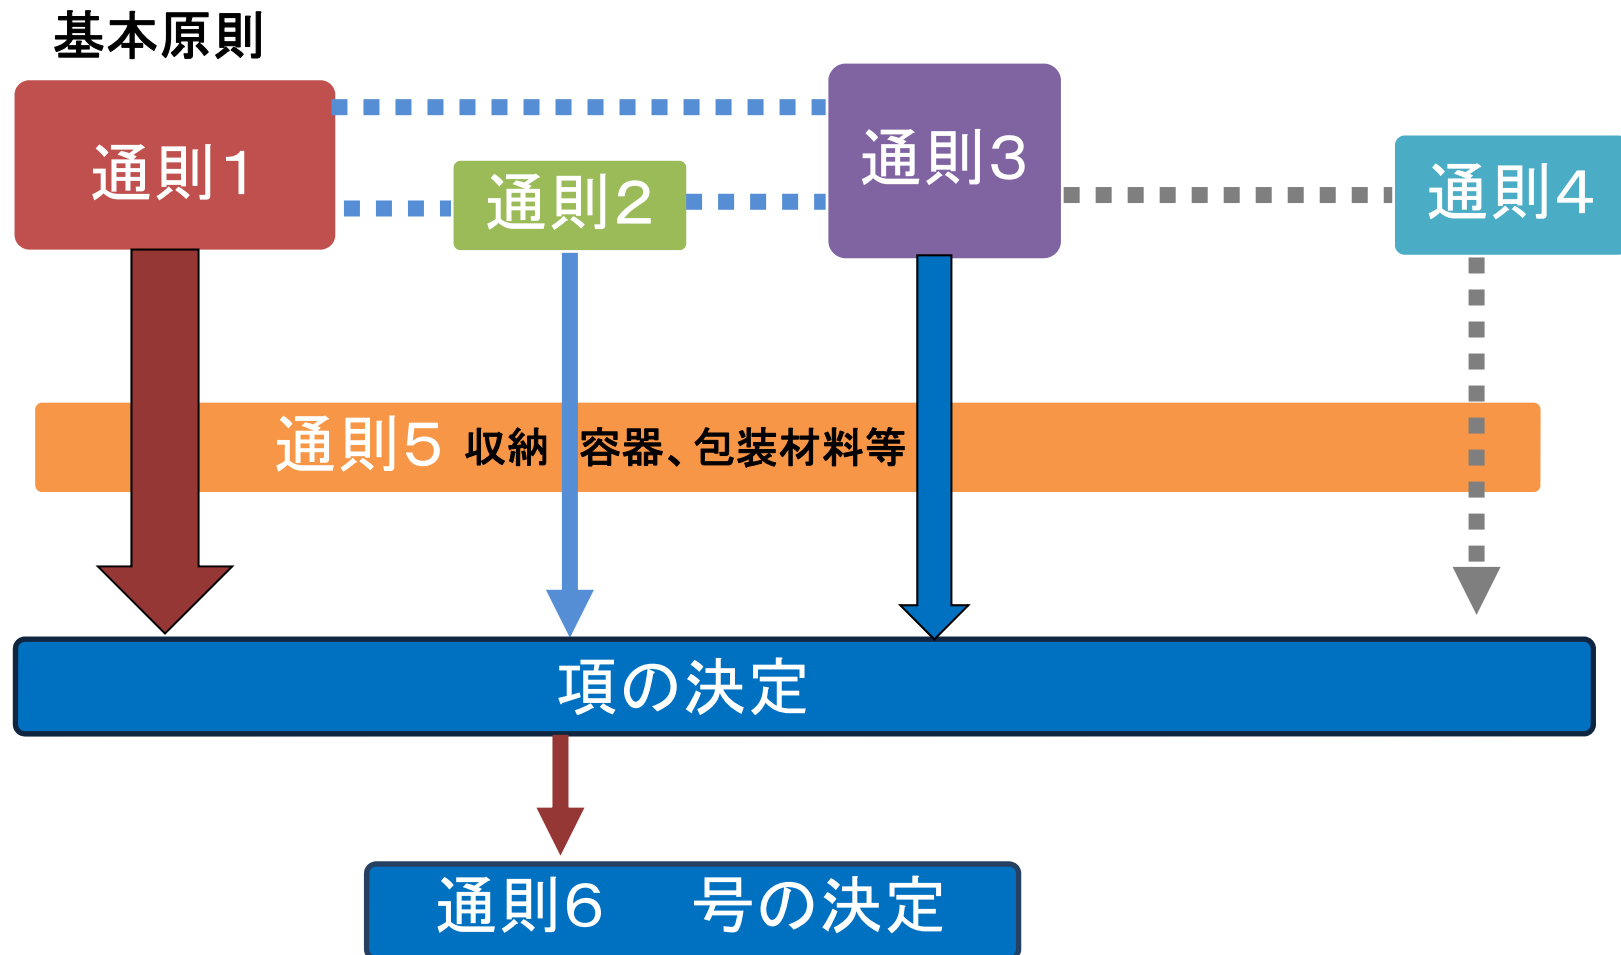 基本原則
通則1
通則2
通則3
通則4
通則5 収納 容器、包装材料等
項の決定
通則6 号の決定